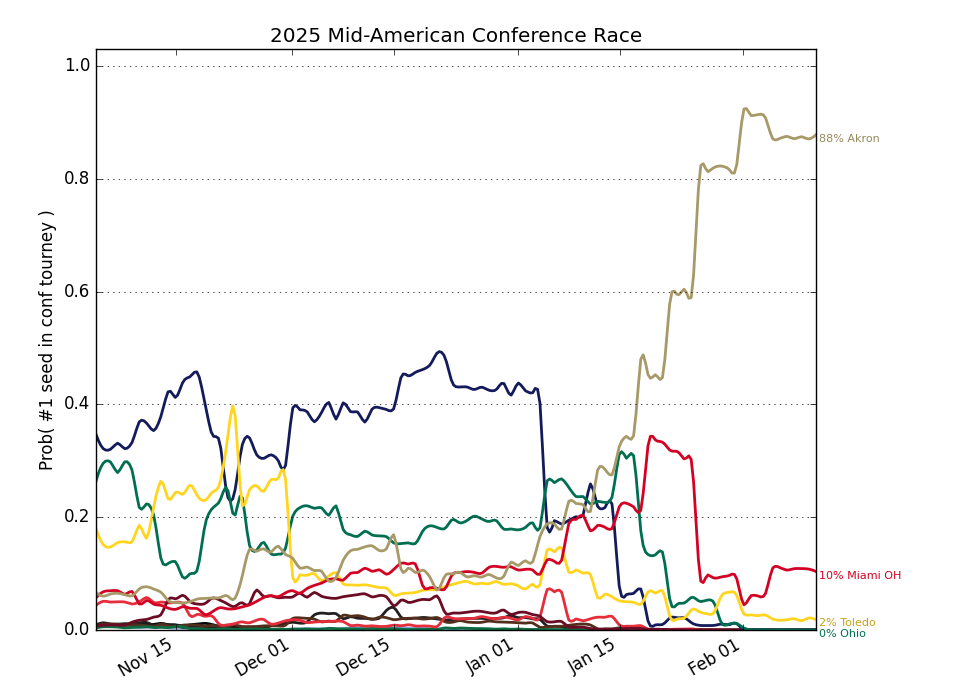 2025 Mid-American Conference Race
Prob( #1 seed in conf tourney )
1.0
0.8
0.6
0.4
0.2
0.0
Nov 15
Dec 01
Dec 15
Jan 01
Jan 15
Feb 01
88% Akron
10% Miami OH
2% Toledo
0% Ohio